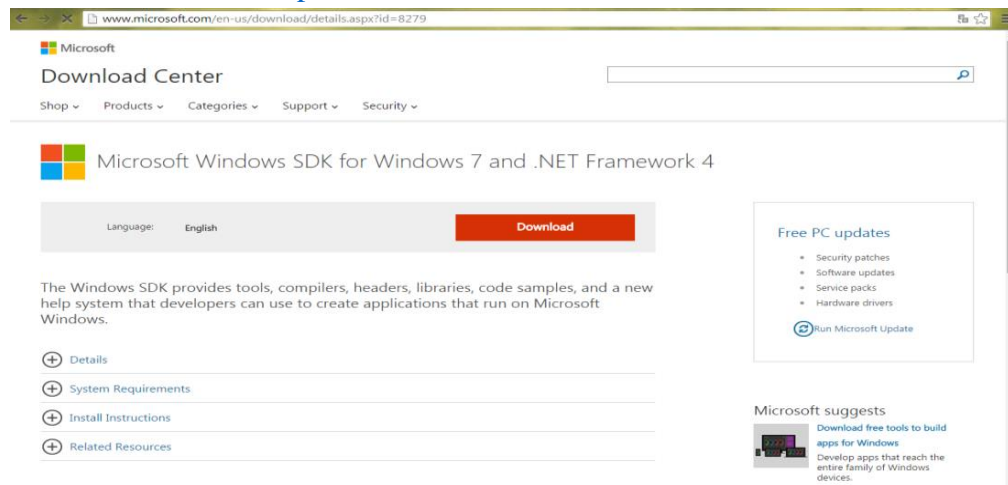 www.microsoft.com/en-us/download/details.aspx?id=8279
Microsoft
Download Center
Shop Products Categories Support Security
Microsoft Windows SDK for Windows 7 and .NET Framework 4
Language: English Download
The Windows SDK provides tools, compilers, headers, libraries, code samples, and a new
help system that developers can use to create applications that run on Microsoft
Windows.
Details
System Requirements
Install Instructions
Related Resources
Free PC updates
Security patches
Software updates
Service packs
Hardware drivers
Run Microsoft Update
Microsoft suggests
Download free tools to build
apps for Windows
Develop apps that reach the
entire family of Windows
devices.